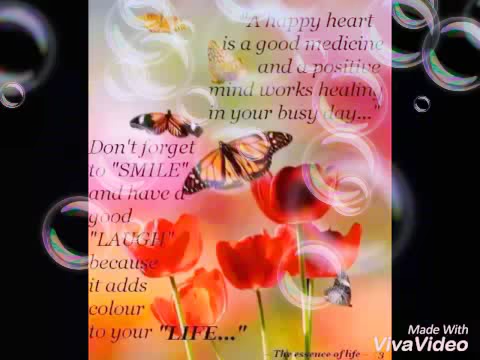 "A happy heart
is a good medicine
and a positive
mind works healing
in your busy day..."
Don't forget
to "SMILE"
and have a
good
"LAUGH"
because
it adds
colour
to your "LIFE..."
The essence of life
3
Made With
VivaVideo